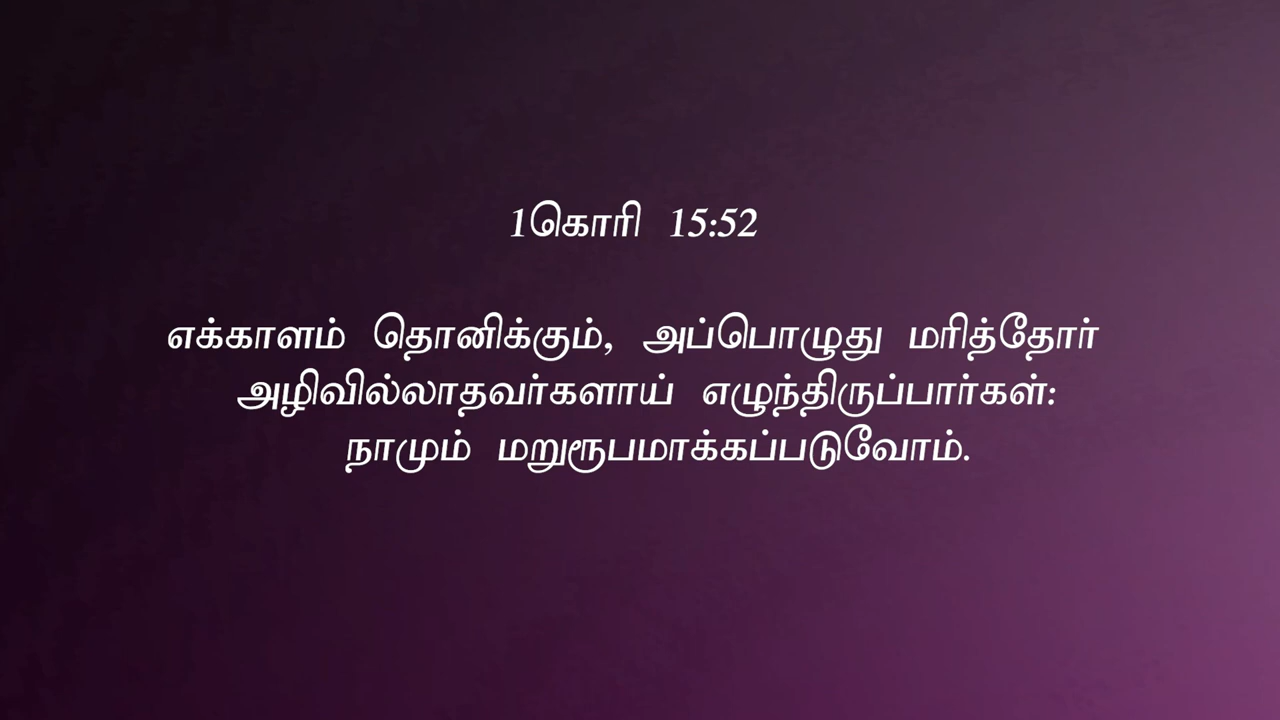 1கொரி 15:52
எக்காளம் தொனிக்கும், அப்பொழுது மரித்தோர்
அழிவில்லாதவர்களாய் எழுந்திருப்பார்கள்:
நாமும் மறுரூபமாக்கப்படுவோம்.